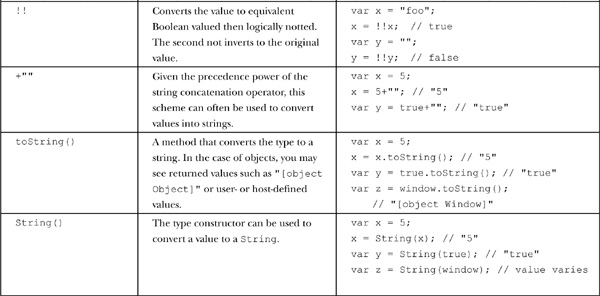 !!
Converts the value to equivalent
Boolean valued then logically notted.
The second not inverts to the original
value.
var x = "foo";
x = !!x; // true
var y = "";
y = !!y; // false
+""
Given the precedence power of the
string concatenation operator, this
scheme can often be used to convert
values into strings.
var x = 5;
x = 5+""; // "5"
var y = true+""; // "true"
toString()
A method that converts the type to a
string. In the case of objects, you may
see returned values such as "[object
Object]" or user- or host-defined
values.
var x = 5;
x = x.toString(); // "5"
var y = true.toString(); // "true"
var z = window.toString();
// "[object Window]"
String()
The type constructor can be used to
convert a value to a String.
var x = 5;
x = String(x); // "5"
var y = String(true); // "true"
var z = String(window); // value varies